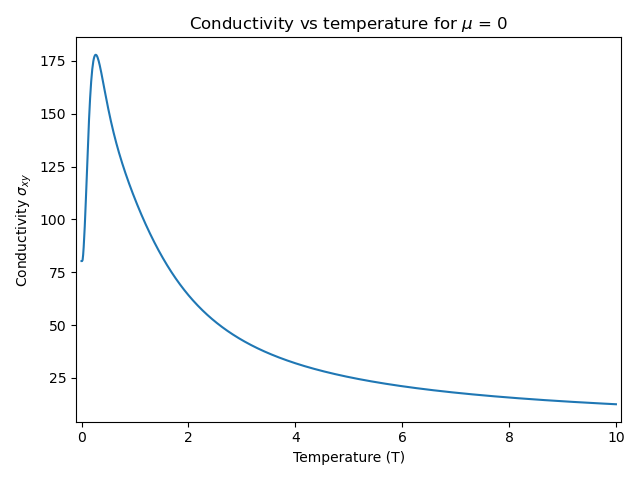 Conductivity vs temperature for μ = 0
Conductivity σxy
175
150
125
100
75
50
25
0 2 4 6 8 10
Temperature (T)